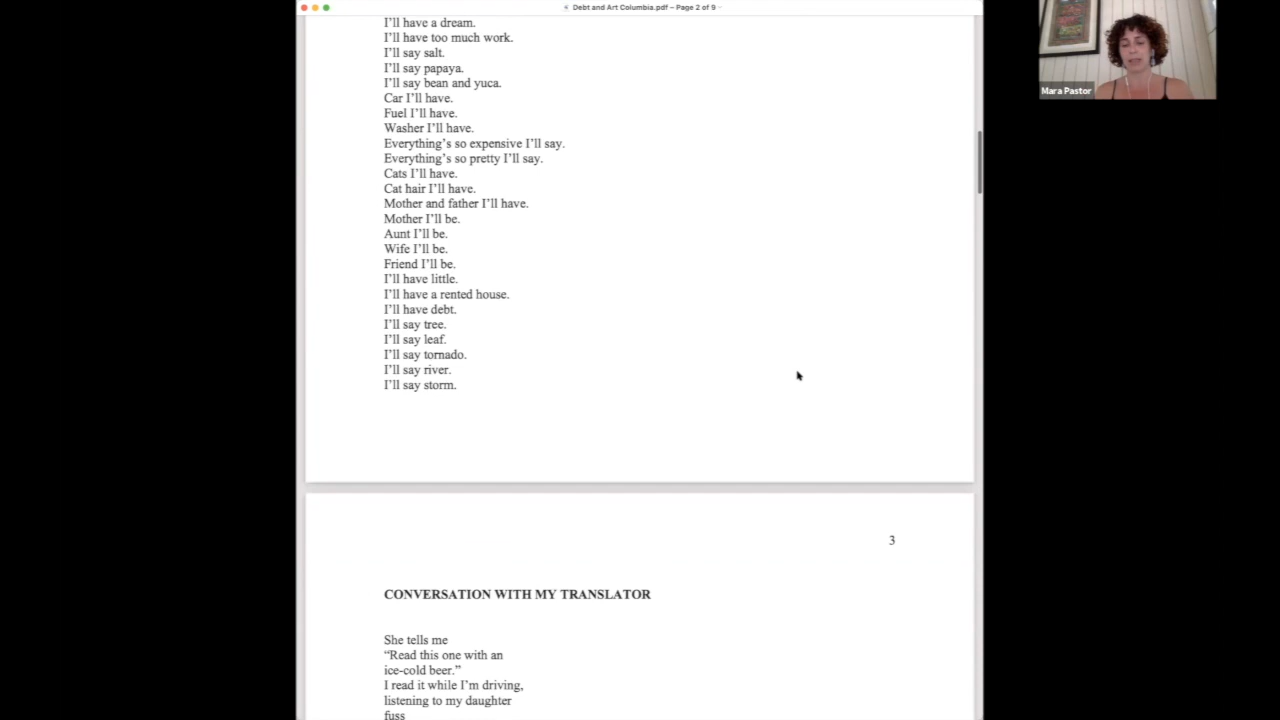 Debt and Art Columbia.pdf – Page 2 of 9
I'll have a dream.
I'll have too much work.
I'll say salt.
I'll say papaya.
I'll say bean and yuca.
Car I'll have.
Fuel I'll have.
Washer I'll have.
Everything's so expensive I'll say.
Everything's so pretty I'll say.
Cats I'll have.
Cat hair I'll have.
Mother and father I'll have.
Mother I'll be.
Aunt I'll be.
Wife I'll be.
Friend I'll be.
I'll have little.
I'll have a rented house.
I'll have debt.
I'll say tree.
I'll say leaf.
I'll say tornado.
I'll say river.
I'll say storm.
3
CONVERSATION WITH MY TRANSLATOR
She tells me
“Read this one with an
ice-cold beer.”
I read it while I'm driving,
listening to my daughter
fuss
Mara Pastor